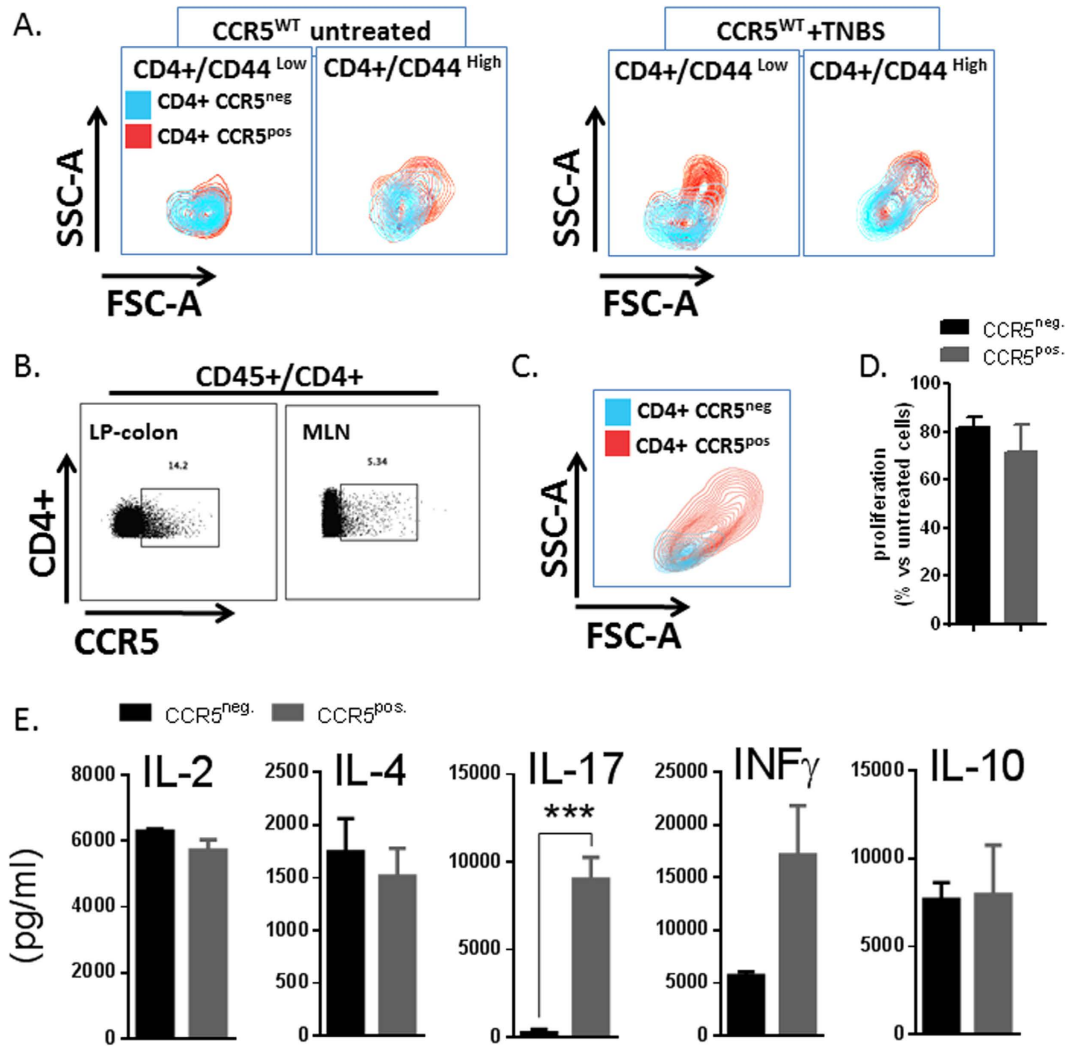 A.
CCR5WT untreated
CD4+/CD44 Low
CD4+/CD44 High
CD4+ CCR5neg
CD4+ CCR5pos
SSC-A
FSC-A
CCR5WT +TNBS
CD4+/CD44 Low
CD4+/CD44 High
SSC-A
FSC-A
B.
CD45+/CD4+
LP-colon
14.2
MLN
5.34
CD4+
CCR5
C.
CD4+ CCR5neg
CD4+ CCR5pos
SSC-A
FSC-A
D.
CCR5neg.
CCR5pos.
proliferation
(% vs untreated cells)
100
80
60
40
20
0
E.
CCR5neg.
CCR5pos.
(pg/ml)
IL-2
8000
6000
4000
2000
0
IL-4
2500
2000
1500
1000
500
0
IL-17
15000
10000
5000
0
***
INFγ
25000
20000
15000
10000
5000
0
IL-10
15000
10000
5000
0